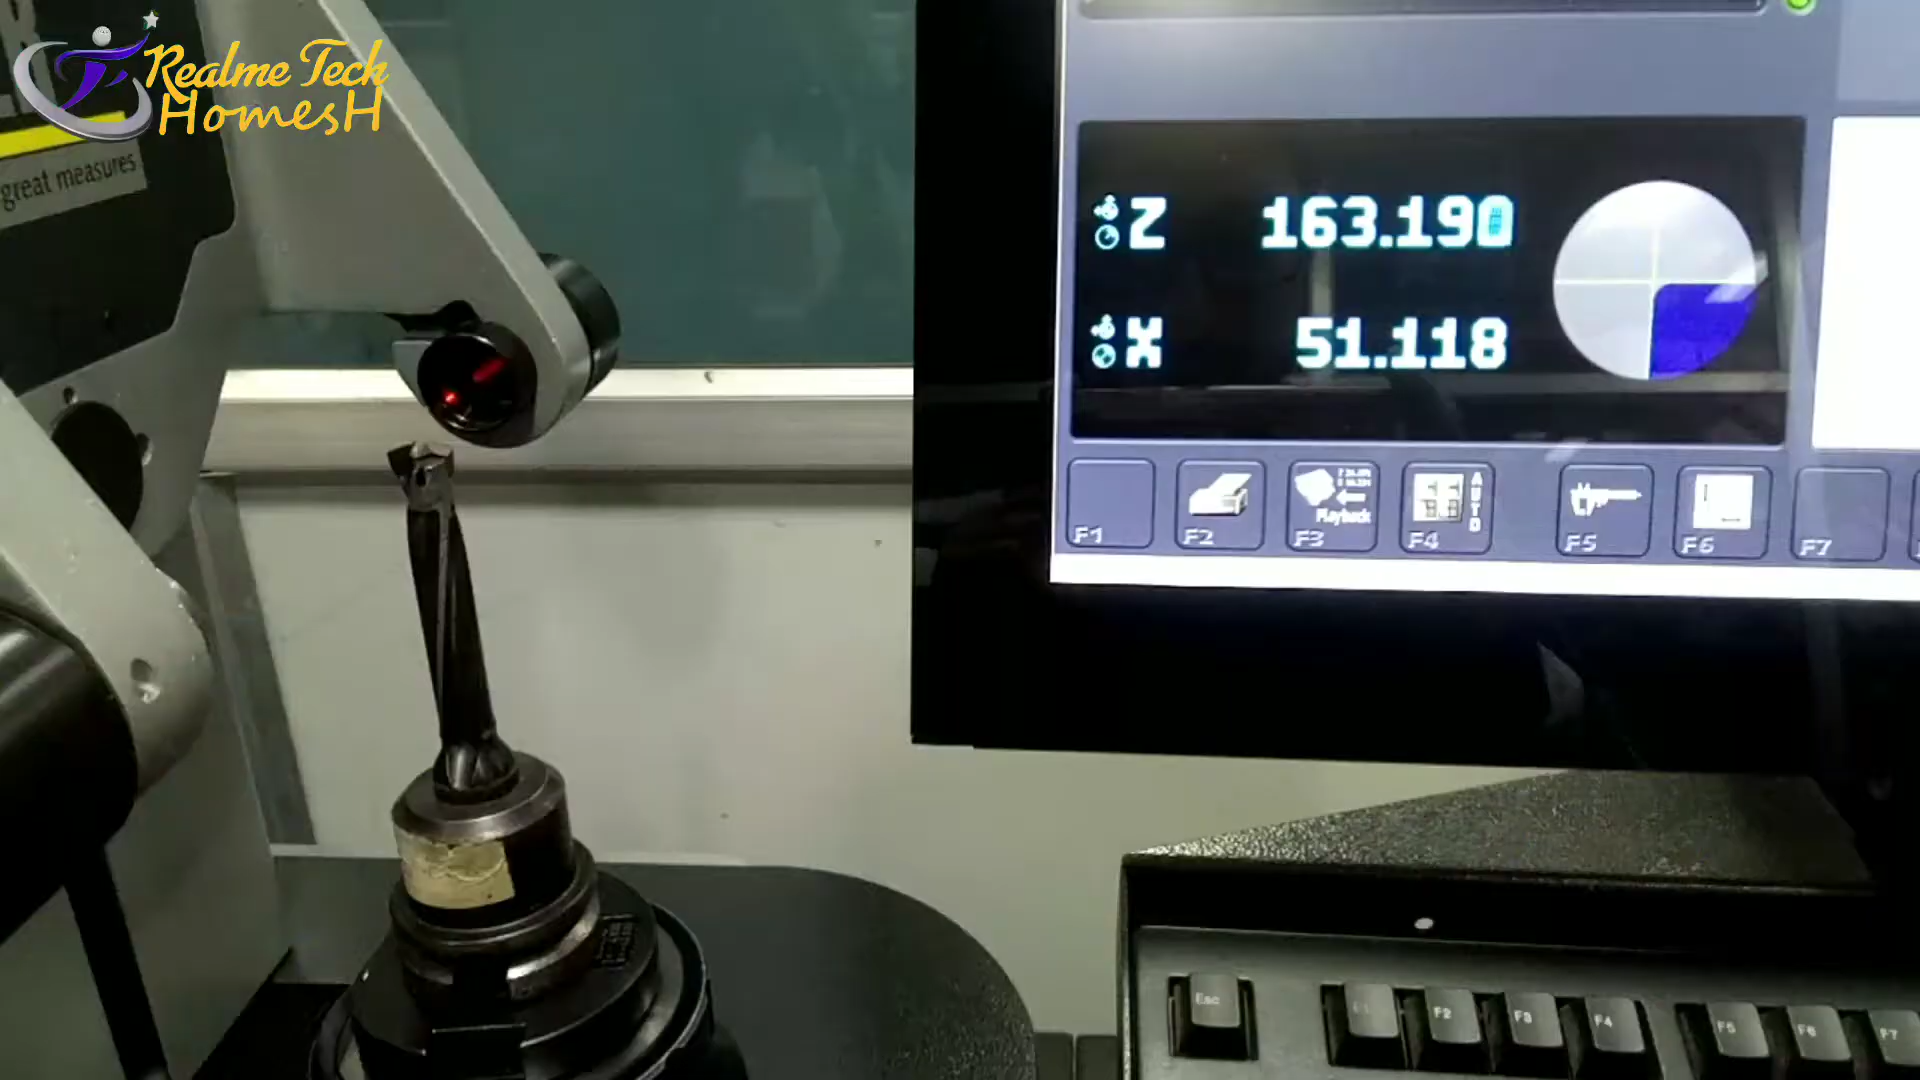 Realme Tech
HomesH
great measures
Z 163.190
X 51.118
F1
F2
Playback
F3
AUTO
F4
F5
F6
F7
Esc
F1
F2
F3
F4
F5
F6
F7